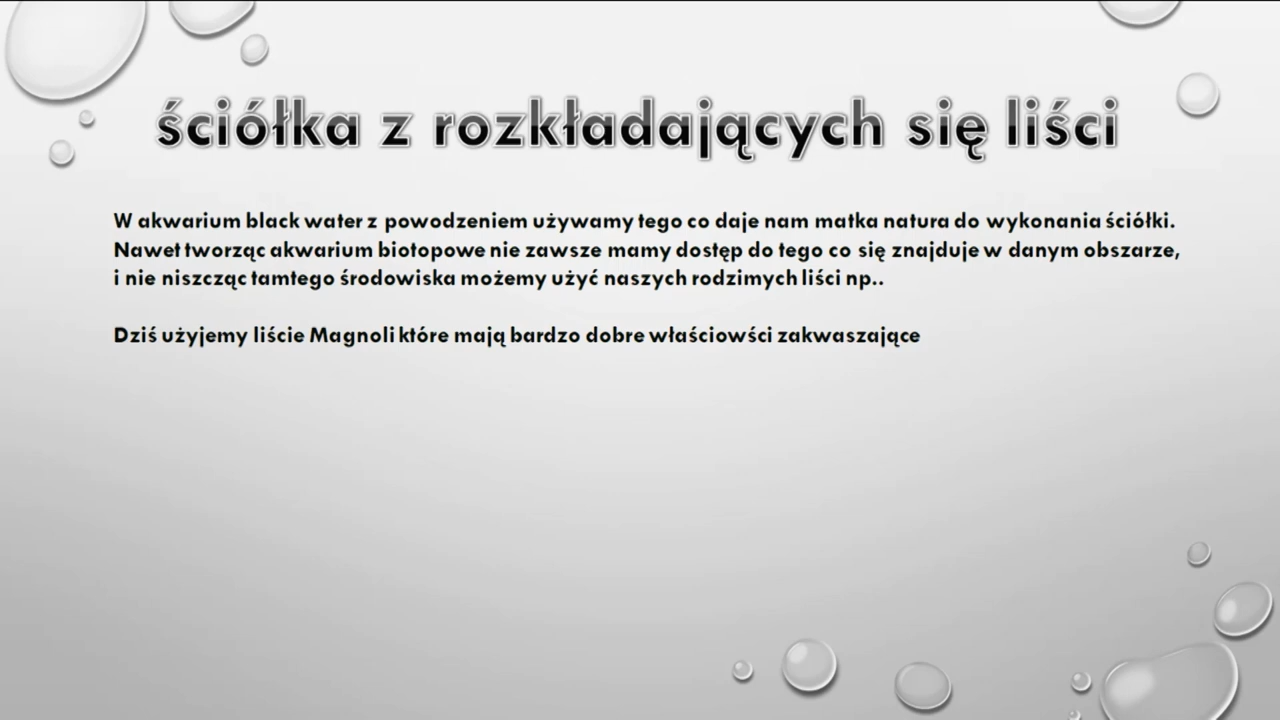 ściółka z rozkładających się liści
W akwarium black water z powodzeniem używamy tego co daje nam matka natura do wykonania ściółki.
Nawet tworząc akwarium biotopowe nie zawsze mamy dostęp do tego co się znajduje w danym obszarze,
i nie niszcząc tamtego środowiska możemy użyć naszych rodzimych liści np..
Dziś użyjemy liście Magnoli które mają bardzo dobre właściowści zakwaszające